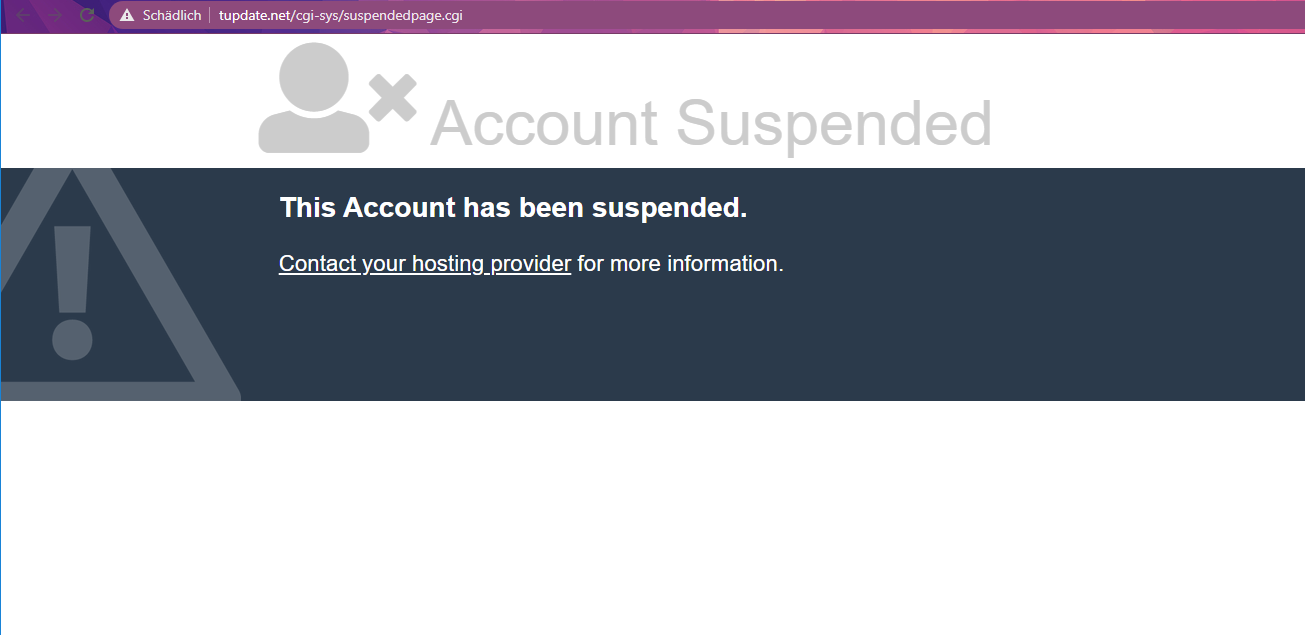 Schädlich | tupdate.net/cgi-sys/suspendedpage.cgi
Account Suspended
This Account has been suspended.
Contact your hosting provider for more information.